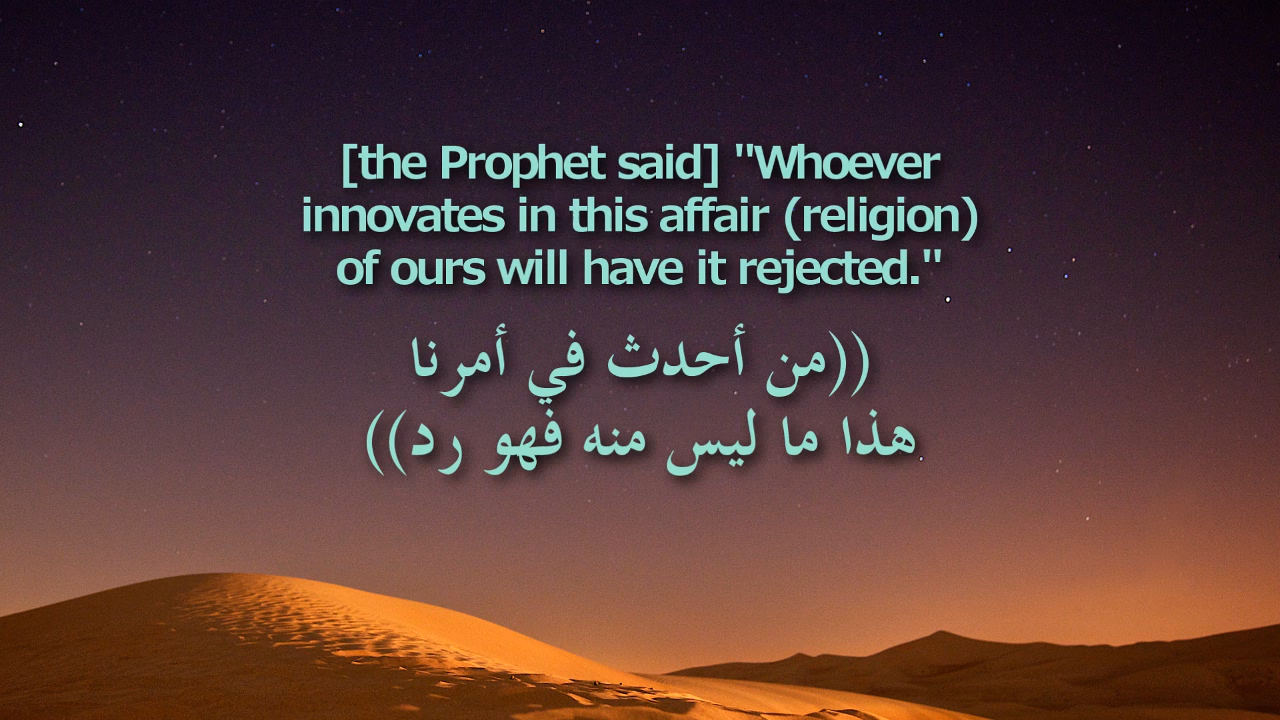 [the Prophet said] "Whoever
innovates in this affair (religion)
of ours will have it rejected."
((من أحدث في أمرنا
هذا ما ليس منه فهو رد))